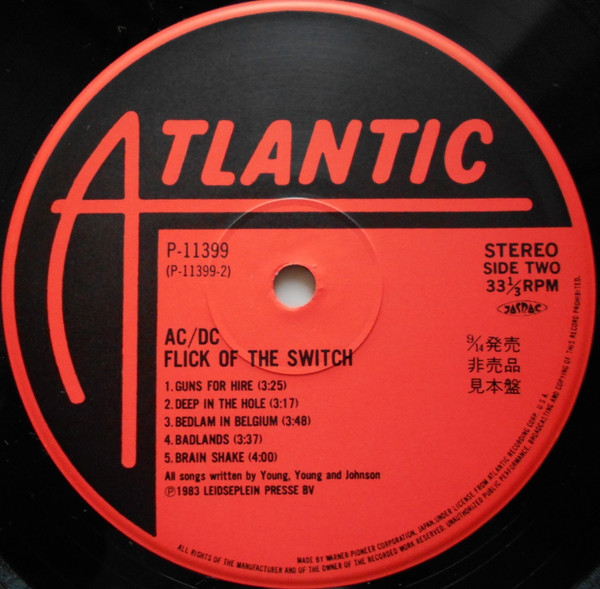 ATLANTIC
P-11399
(P-11399-2)
STEREO
SIDE TWO
33⅓RPM
JASRAC
AC/DC
FLICK OF THE SWITCH
1. GUNS FOR HIRE (3:25)
2. DEEP IN THE HOLE (3:17)
3. BEDLAM IN BELGIUM (3:48)
4. BADLANDS (3:37)
5. BRAIN SHAKE (4:00)
All songs written by Young, Young and Johnson
Ⓟ1983 LEIDSEPLEIN PRESSE BV
9/14発売
非売品
見本盤
MADE BY WARNER PIONEER CORPORATION, JAPAN, UNDER LICENSE FROM ATLANTIC RECORDING CORP. U.S.A.
ALL RIGHTS OF THE MANUFACTURER AND OF THE OWNER OF THE RECORDED WORK RESERVED. UNAUTHORIZED PUBLIC PERFORMANCE, BROADCASTING AND COPYING OF THIS RECORD PROHIBITED.